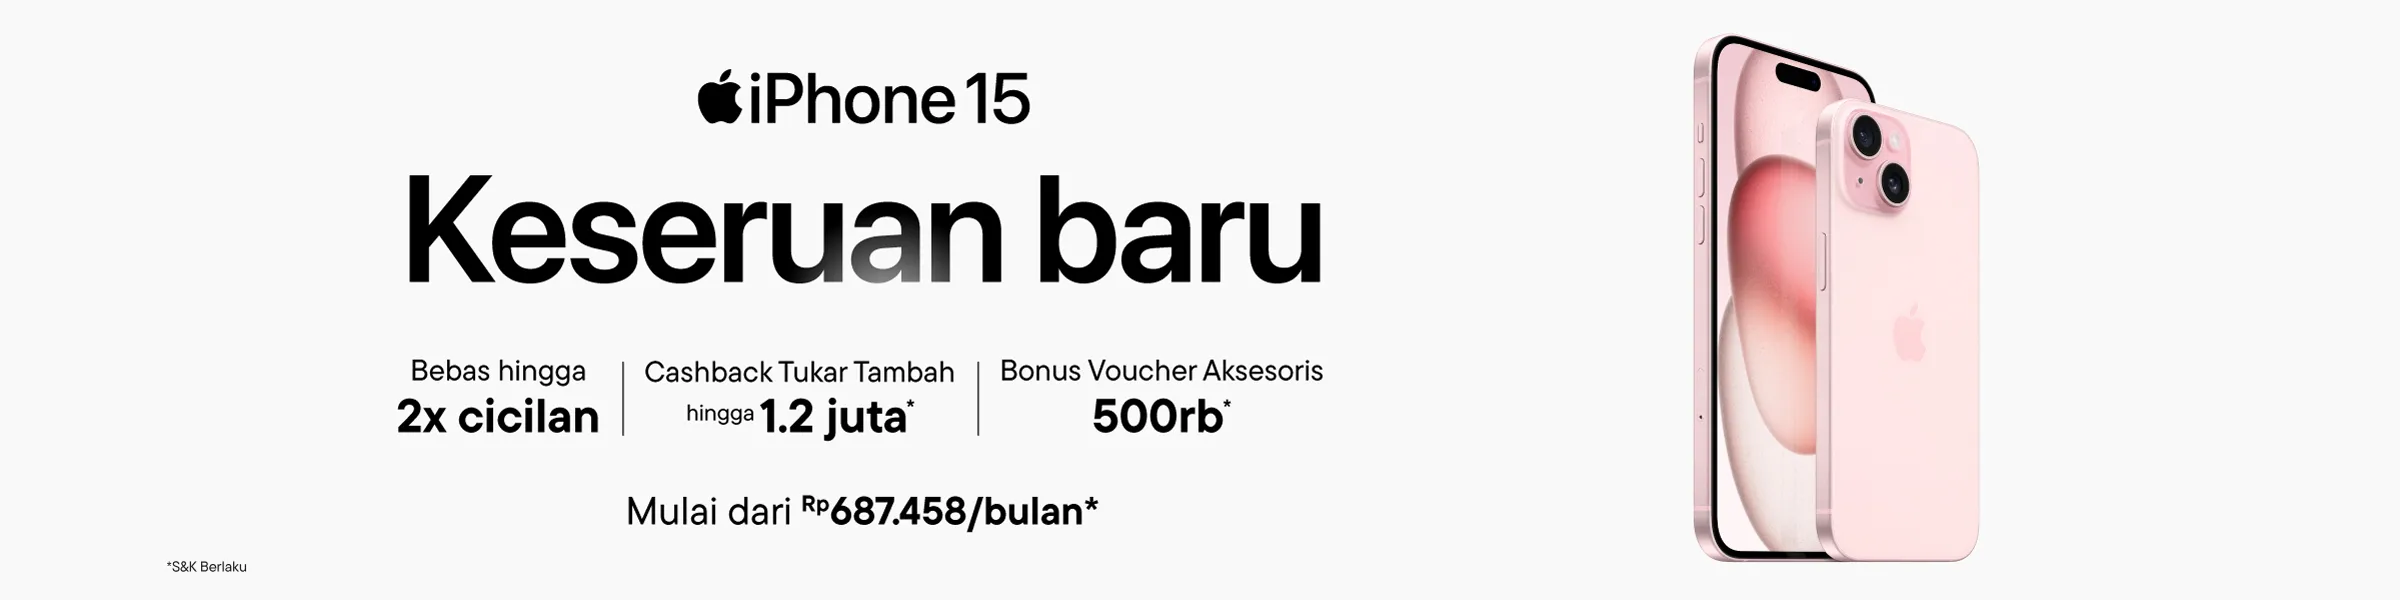 iPhone 15
Keseruan baru
Bebas hingga
2x cicilan
Cashback Tukar Tambah
hingga 1.2 juta*
Bonus Voucher Aksesoris
500rb*
Mulai dari Rp687.458/bulan*
*S&K Berlaku